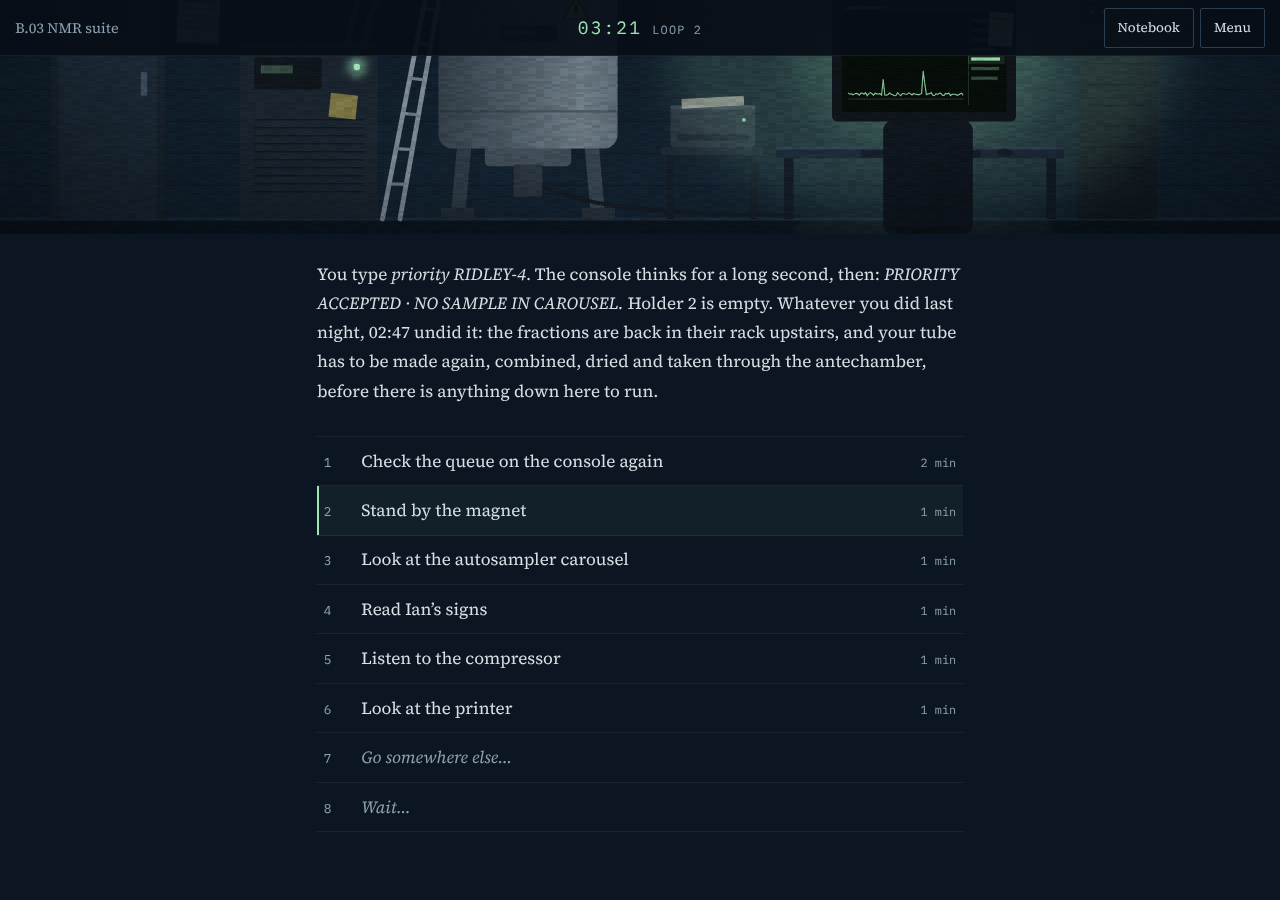 B.03 NMR suite
03:21 LOOP 2
Notebook
Menu
You type priority RIDLEY-4. The console thinks for a long second, then: PRIORITY
ACCEPTED · NO SAMPLE IN CAROUSEL. Holder 2 is empty. Whatever you did last
night, 02:47 undid it: the fractions are back in their rack upstairs, and your tube
has to be made again, combined, dried and taken through the antechamber,
before there is anything down here to run.
1 Check the queue on the console again 2 min
2 Stand by the magnet 1 min
3 Look at the autosampler carousel 1 min
4 Read Ian’s signs 1 min
5 Listen to the compressor 1 min
6 Look at the printer 1 min
7 Go somewhere else…
8 Wait…